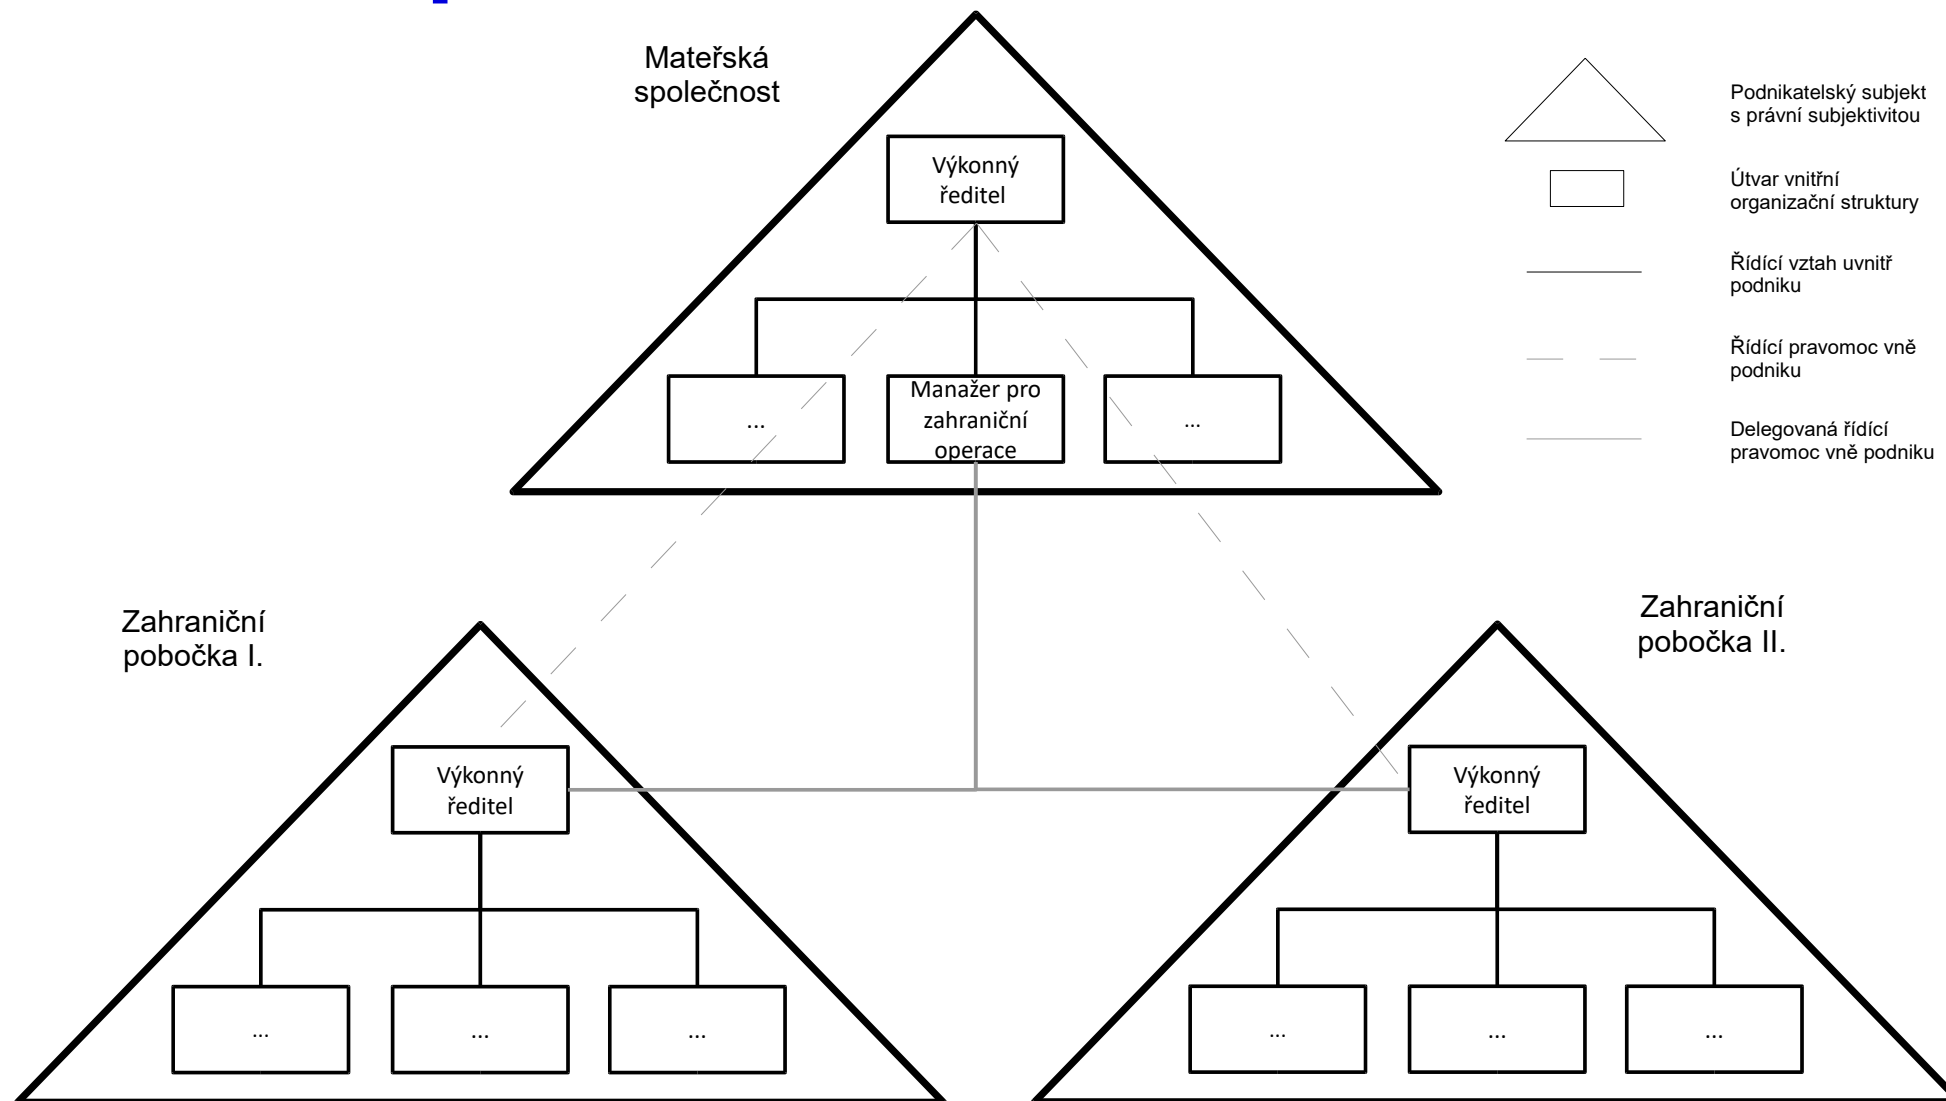 Mateřská
společnost
Výkonný
ředitel
...
Manažer pro
zahraniční
operace
...
Podnikatelský subjekt
s právní subjektivitou
Útvar vnitřní
organizační struktury
Řídící vztah uvnitř
podniku
Řídící pravomoc vně
podniku
Delegovaná řídící
pravomoc vně podniku
Zahraniční
pobočka I.
Výkonný
ředitel
...
...
...
Zahraniční
pobočka II.
Výkonný
ředitel
...
...
...